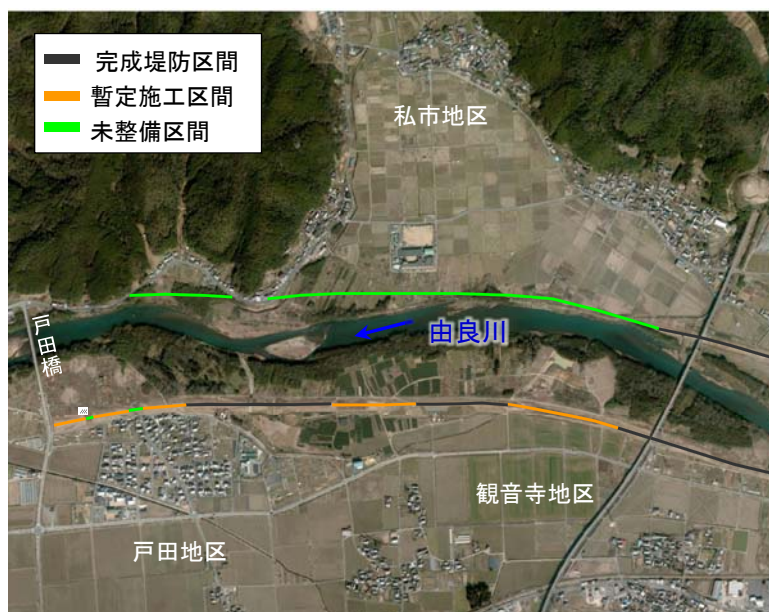 完成堤防区間
暫定施工区間
未整備区間
私市地区
戸田橋
由良川
観音寺地区
戸田地区